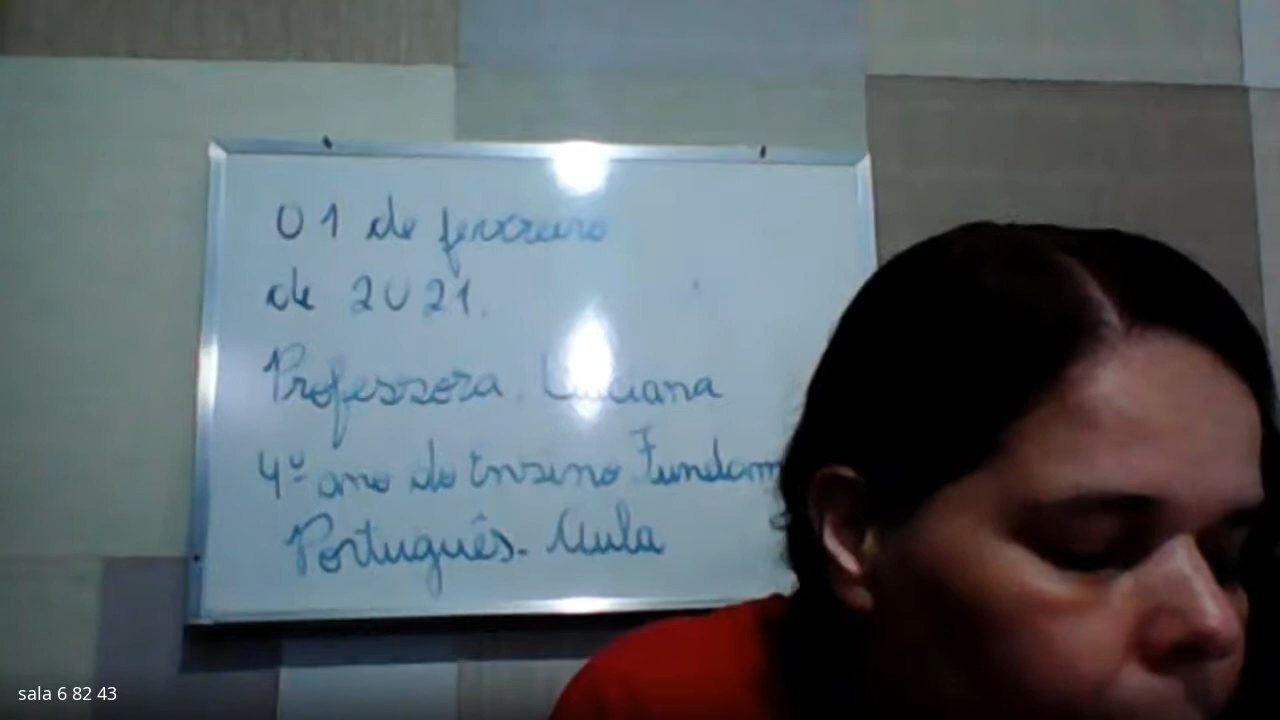 01 de fevereiro
de 2021.
Professora. Luciana
4º ano do Ensino Fundam
Português. Aula
sala 6 82 43